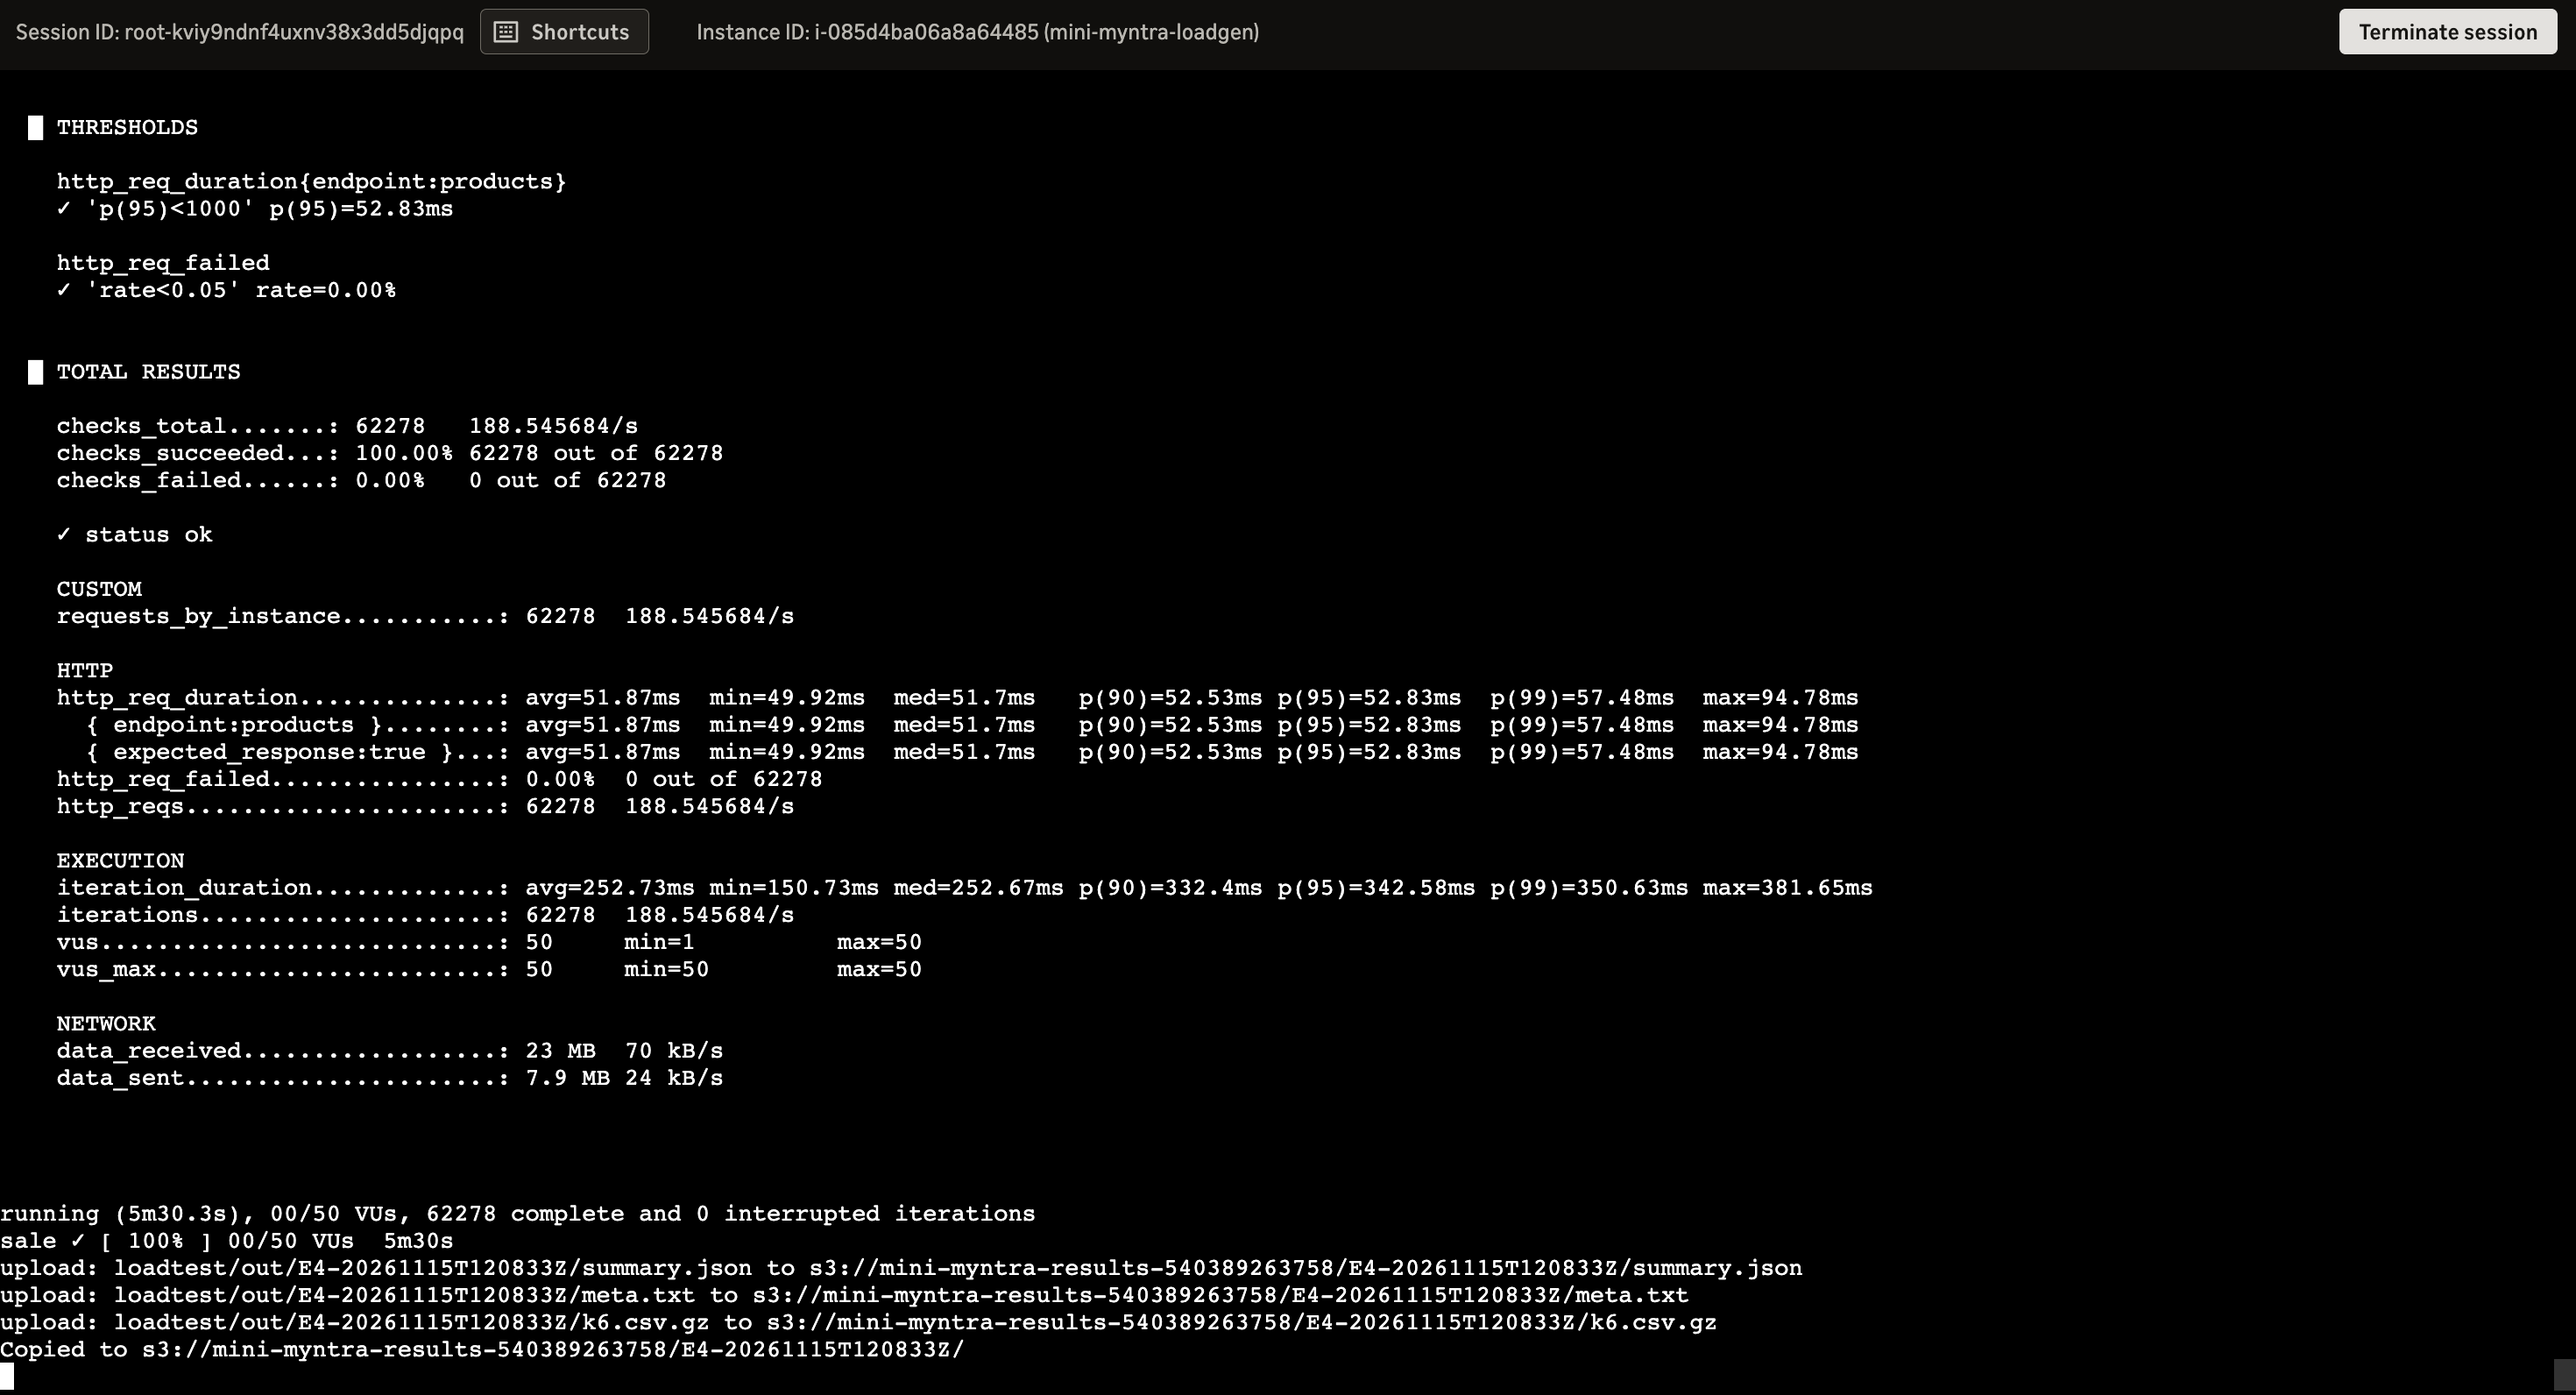 Session ID: root-kviy9ndnf4uxnv38x3dd5djqpq Shortcuts Instance ID: i-085d4ba06a8a64485 (mini-myntra-loadgen) Terminate session
THRESHOLDS
http_req_duration{endpoint:products}
✓ 'p(95)<1000' p(95)=52.83ms
http_req_failed
✓ 'rate<0.05' rate=0.00%
TOTAL RESULTS
checks_total.......: 62278 188.545684/s
checks_succeeded...: 100.00% 62278 out of 62278
checks_failed......: 0.00% 0 out of 62278
✓ status ok
CUSTOM
requests_by_instance...........: 62278 188.545684/s
HTTP
http_req_duration..............: avg=51.87ms min=49.92ms med=51.7ms p(90)=52.53ms p(95)=52.83ms p(99)=57.48ms max=94.78ms
{ endpoint:products }........: avg=51.87ms min=49.92ms med=51.7ms p(90)=52.53ms p(95)=52.83ms p(99)=57.48ms max=94.78ms
{ expected_response:true }...: avg=51.87ms min=49.92ms med=51.7ms p(90)=52.53ms p(95)=52.83ms p(99)=57.48ms max=94.78ms
http_req_failed................: 0.00% 0 out of 62278
http_reqs......................: 62278 188.545684/s
EXECUTION
iteration_duration.............: avg=252.73ms min=150.73ms med=252.67ms p(90)=332.4ms p(95)=342.58ms p(99)=350.63ms max=381.65ms
iterations.....................: 62278 188.545684/s
vus............................: 50 min=1 max=50
vus_max........................: 50 min=50 max=50
NETWORK
data_received..................: 23 MB 70 kB/s
data_sent......................: 7.9 MB 24 kB/s
running (5m30.3s), 00/50 VUs, 62278 complete and 0 interrupted iterations
sale ✓ [ 100% ] 00/50 VUs 5m30s
upload: loadtest/out/E4-20261115T120833Z/summary.json to s3://mini-myntra-results-540389263758/E4-20261115T120833Z/summary.json
upload: loadtest/out/E4-20261115T120833Z/meta.txt to s3://mini-myntra-results-540389263758/E4-20261115T120833Z/meta.txt
upload: loadtest/out/E4-20261115T120833Z/k6.csv.gz to s3://mini-myntra-results-540389263758/E4-20261115T120833Z/k6.csv.gz
Copied to s3://mini-myntra-results-540389263758/E4-20261115T120833Z/